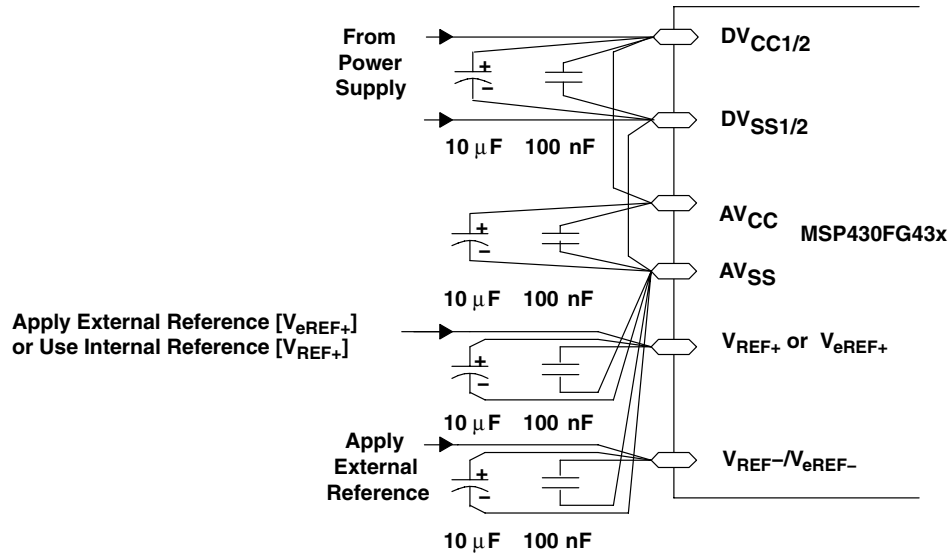 From
Power
Supply
DVCC1/2
+
−
DVSS1/2
10 μF 100 nF
AVCC
MSP430FG43x
+
−
AVSS
10 μF 100 nF
Apply External Reference [VeREF+]
or Use Internal Reference [VREF+]
VREF+ or VeREF+
+
−
10 μF 100 nF
Apply
External
Reference
VREF−/VeREF−
+
−
10 μF 100 nF